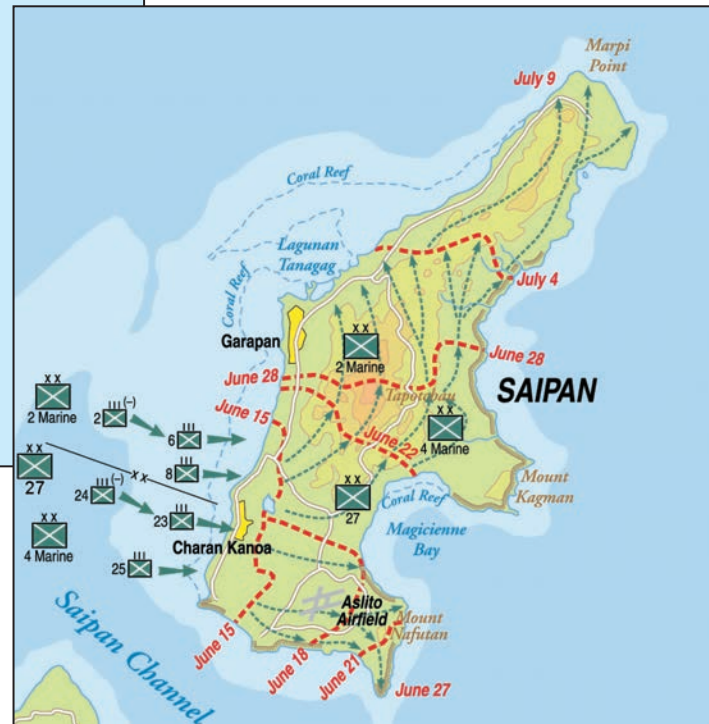 Marpi
Point
July 9
Coral Reef
Lagunan
Tanagag
Coral Reef
July 4
Garapan
XX
2 Marine
June 28
June 28
SAIPAN
Tapotchau
XX
2 Marine
III (-)
2
III
6
June 15
XX
4 Marine
June 22
XX
27
XX
III
8
III (-)
24
III
23
XX
27
Coral Reef
Mount
Kagman
Magicienne
Bay
XX
4 Marine
Charan Kanoa
III
25
Aslito
Airfield
Mount
Nafutan
June 15
June 18
June 21
June 27
Saipan Channel